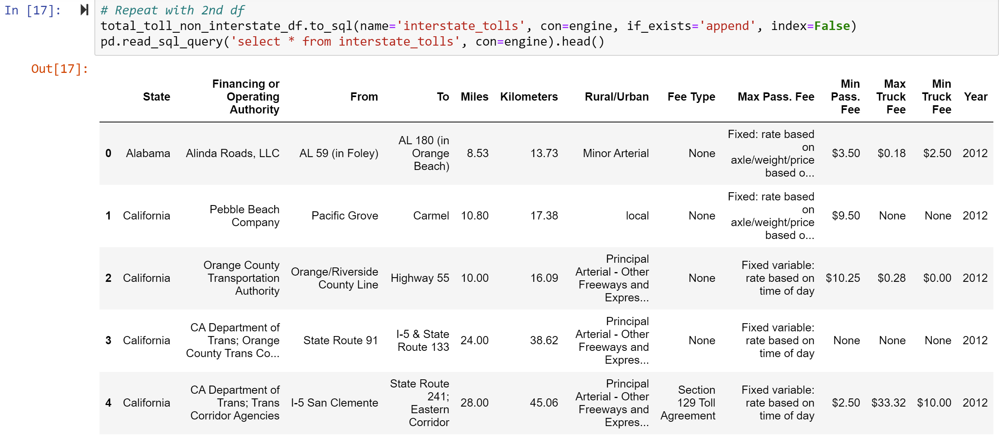 In [17]:
# Repeat with 2nd df
total_toll_non_interstate_df.to_sql(name='interstate_tolls', con=engine, if_exists='append', index=False)
pd.read_sql_query('select * from interstate_tolls', con=engine).head()
Out[17]:
State Financing or Operating Authority From To Miles Kilometers Rural/Urban Fee Type Max Pass. Fee Min Pass. Fee Max Truck Fee Min Truck Fee Year
0 Alabama Alinda Roads, LLC AL 59 (in Foley) AL 180 (in Orange Beach) 8.53 13.73 Minor Arterial None Fixed: rate based on axle/weight/price based o... $3.50 $0.18 $2.50 2012
1 California Pebble Beach Company Pacific Grove Carmel 10.80 17.38 local None Fixed: rate based on axle/weight/price based o... $9.50 None None 2012
2 California Orange County Transportation Authority Orange/Riverside County Line Highway 55 10.00 16.09 Principal Arterial - Other Freeways and Expres... None Fixed variable: rate based on time of day $10.25 $0.28 $0.00 2012
3 California CA Department of Trans; Orange County Trans Co... State Route 91 I-5 & State Route 133 24.00 38.62 Principal Arterial - Other Freeways and Expres... None Fixed variable: rate based on time of day None None None 2012
4 California CA Department of Trans; Trans Corridor Agencies I-5 San Clemente State Route 241; Eastern Corridor 28.00 45.06 Principal Arterial - Other Freeways and Expres... Section 129 Toll Agreement Fixed variable: rate based on time of day $2.50 $33.32 $10.00 2012